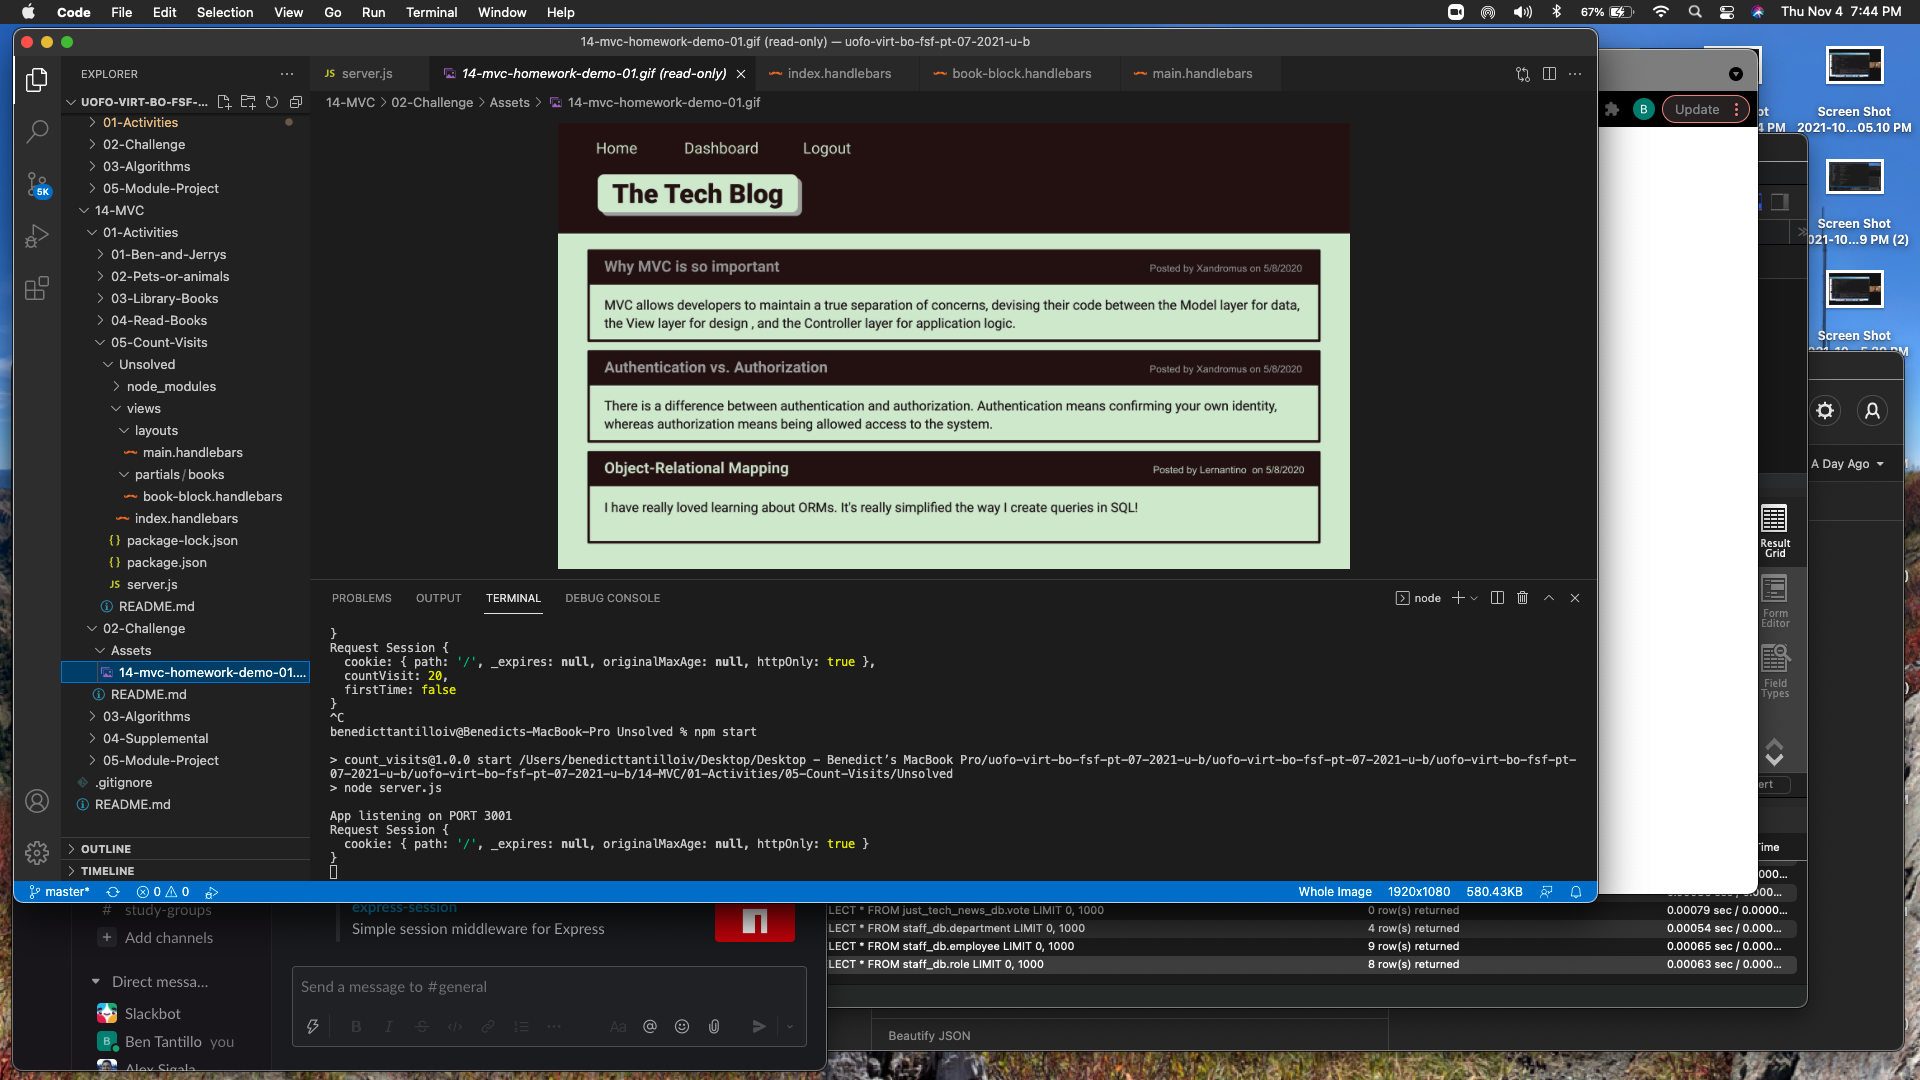 Code File Edit Selection View Go Run Terminal Window Help 67% Thu Nov 4 7:44 PM
14-mvc-homework-demo-01.gif (read-only) — uofo-virt-bo-fsf-pt-07-2021-u-b
EXPLORER
JS server.js
14-mvc-homework-demo-01.gif (read-only)
index.handlebars
book-block.handlebars
main.handlebars
UOFO-VIRT-BO-FSF-...
14-MVC > 02-Challenge > Assets > 14-mvc-homework-demo-01.gif
01-Activities
02-Challenge
03-Algorithms
05-Module-Project
14-MVC
01-Activities
01-Ben-and-Jerrys
02-Pets-or-animals
03-Library-Books
04-Read-Books
05-Count-Visits
Unsolved
node_modules
views
layouts
main.handlebars
partials/books
book-block.handlebars
index.handlebars
{} package-lock.json
{} package.json
JS server.js
README.md
02-Challenge
Assets
14-mvc-homework-demo-01....
README.md
03-Algorithms
04-Supplemental
05-Module-Project
.gitignore
README.md
OUTLINE
TIMELINE
5K
Home Dashboard Logout
The Tech Blog
Why MVC is so important
Posted by Xandromus on 5/8/2020
MVC allows developers to maintain a true separation of concerns, devising their code between the Model layer for data,
the View layer for design , and the Controller layer for application logic.
Authentication vs. Authorization
Posted by Xandromus on 5/8/2020
There is a difference between authentication and authorization. Authentication means confirming your own identity,
whereas authorization means being allowed access to the system.
Object-Relational Mapping
Posted by Lernantino on 5/8/2020
I have really loved learning about ORMs. It's really simplified the way I create queries in SQL!
PROBLEMS OUTPUT TERMINAL DEBUG CONSOLE
node
}
Request Session {
cookie: { path: '/', _expires: null, originalMaxAge: null, httpOnly: true },
countVisit: 20,
firstTime: false
}
^C
benedicttantilloiv@Benedicts-MacBook-Pro Unsolved % npm start
> count_visits@1.0.0 start /Users/benedicttantilloiv/Desktop/Desktop - Benedict’s MacBook Pro/uofo-virt-bo-fsf-pt-07-2021-u-b/uofo-virt-bo-fsf-pt-
07-2021-u-b/uofo-virt-bo-fsf-pt-07-2021-u-b/14-MVC/01-Activities/05-Count-Visits/Unsolved
> node server.js
App listening on PORT 3001
Request Session {
cookie: { path: '/', _expires: null, originalMaxAge: null, httpOnly: true }
}
master* 0 0
Whole Image 1920x1080 580.43KB
B Update
Screen Shot
2021-10...05.10 PM
4 PM
Screen Shot
021-10...9 PM (2)
Screen Shot
A Day Ago
Result
Grid
Form
Editor
Field
Types
# study-groups
+ Add channels
Direct messa...
Slackbot
B Ben Tantillo you
Alex Sigala
express-session
Simple session middleware for Express
Send a message to #general
LECT * FROM just_tech_news_db.vote LIMIT 0, 1000 0 row(s) returned 0.00079 sec / 0.0000...
LECT * FROM staff_db.department LIMIT 0, 1000 4 row(s) returned 0.00054 sec / 0.000...
LECT * FROM staff_db.employee LIMIT 0, 1000 9 row(s) returned 0.00065 sec / 0.000...
LECT * FROM staff_db.role LIMIT 0, 1000 8 row(s) returned 0.00063 sec / 0.000...
Beautify JSON